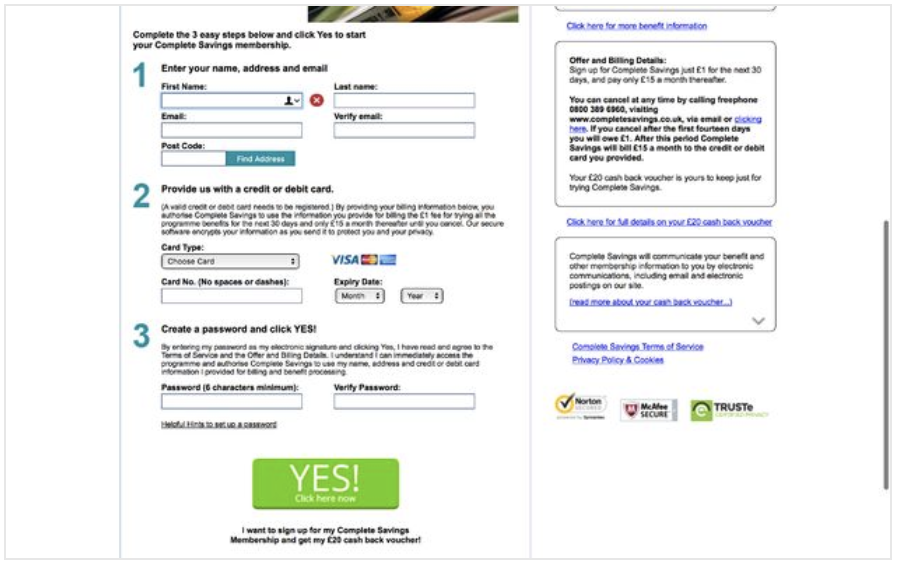 Complete the 3 easy steps below and click Yes to start
your Complete Savings membership.
1
Enter your name, address and email
First Name:
Last name:
Email:
Verify email:
Post Code:
Find Address
2
Provide us with a credit or debit card.
(A valid credit or debit card needs to be registered.) By providing your billing information below, you
authorise Complete Savings to use the information you provide for billing the £1 fee for trying all the
programme benefits for the next 30 days and only £15 a month thereafter until you cancel. Our secure
software encrypts your information as you send it to protect you and your privacy.
Card Type:
Choose Card
VISA
Card No. (No spaces or dashes):
Expiry Date:
Month
Year
3
Create a password and click YES!
By entering my password as my electronic signature and clicking Yes, I have read and agree to the
Terms of Service and the Offer and Billing Details. I understand I can immediately access the
programme and authorise Complete Savings to use my name, address and credit or debit card
information I provided for billing and benefit processing.
Password (6 characters minimum):
Verify Password:
Helpful Hints to set up a password
YES!
Click here now
I want to sign up for my Complete Savings
Membership and get my £20 cash back voucher!
Click here for more benefit information
Offer and Billing Details:
Sign up for Complete Savings just £1 for the next 30
days, and pay only £15 a month thereafter.
You can cancel at any time by calling freephone
0800 389 6960, visiting
www.completesavings.co.uk, via email or clicking
here. If you cancel after the first fourteen days
you will owe £1. After this period Complete
Savings will bill £15 a month to the credit or debit
card you provided.
Your £20 cash back voucher is yours to keep just for
trying Complete Savings.
Click here for full details on your £20 cash back voucher
Complete Savings will communicate your benefit and
other membership information to you by electronic
communications, including email and electronic
postings on our site.
(read more about your cash back voucher...)
Complete Savings Terms of Service
Privacy Policy & Cookies
Norton
SECURED
powered by Symantec
McAfee
SECURE
TRUSTe
CERTIFIED PRIVACY